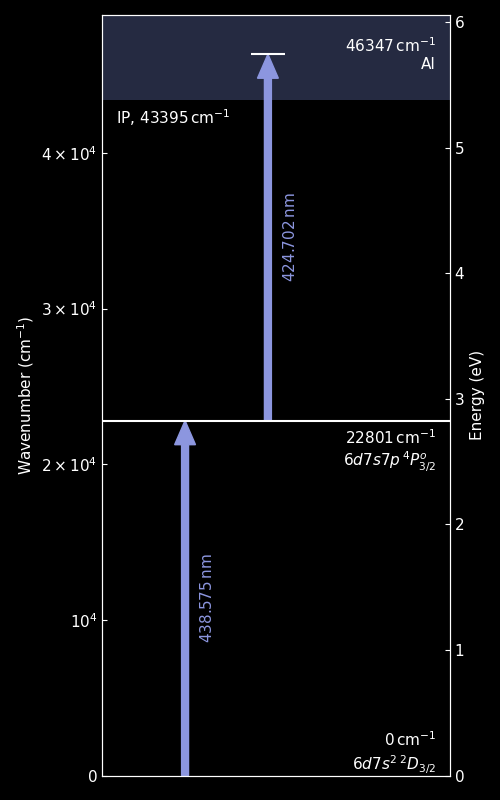 46347 cm⁻¹
AI
IP, 43395 cm⁻¹
424.702 nm
22801 cm⁻¹
6d7s7p ⁴P°₃/₂
438.575 nm
0 cm⁻¹
6d7s² ²D₃/₂
Wavenumber (cm⁻¹)
4 × 10⁴
3 × 10⁴
2 × 10⁴
10⁴
0
Energy (eV)
6
5
4
3
2
1
0